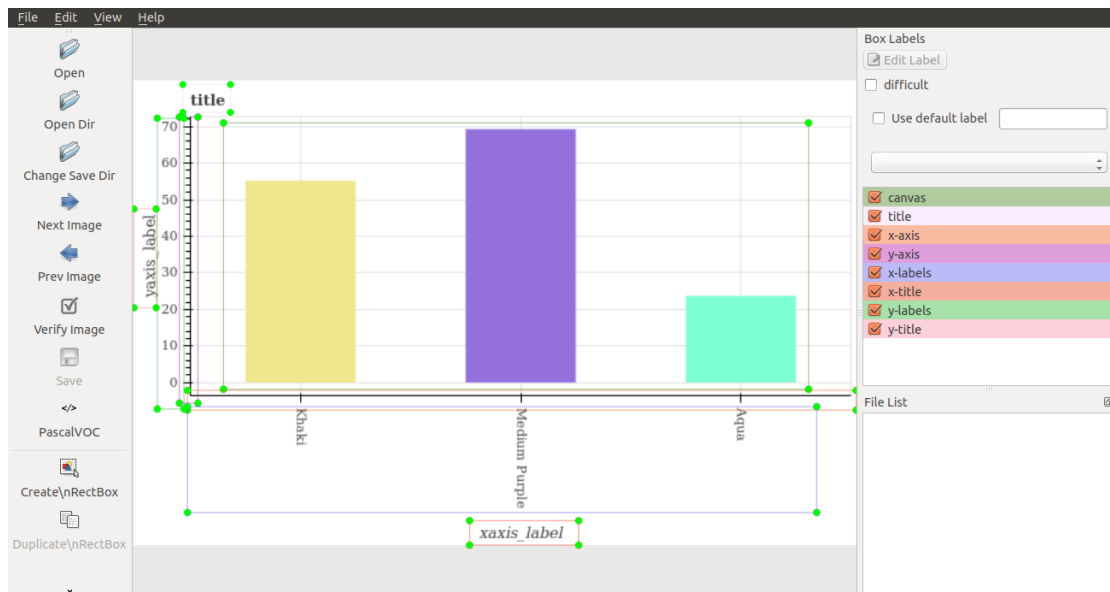 File Edit View Help
Open
Open Dir
Change Save Dir
Next Image
Prev Image
Verify Image
Save
</>
PascalVOC
Create\nRectBox
Duplicate\nRectBox
title
70
60
50
40
30
20
10
0
yaxis_label
Khaki
Medium Purple
Aqua
xaxis_label
Box Labels
Edit Label
difficult
Use default label
canvas
title
x-axis
y-axis
x-labels
x-title
y-labels
y-title
File List